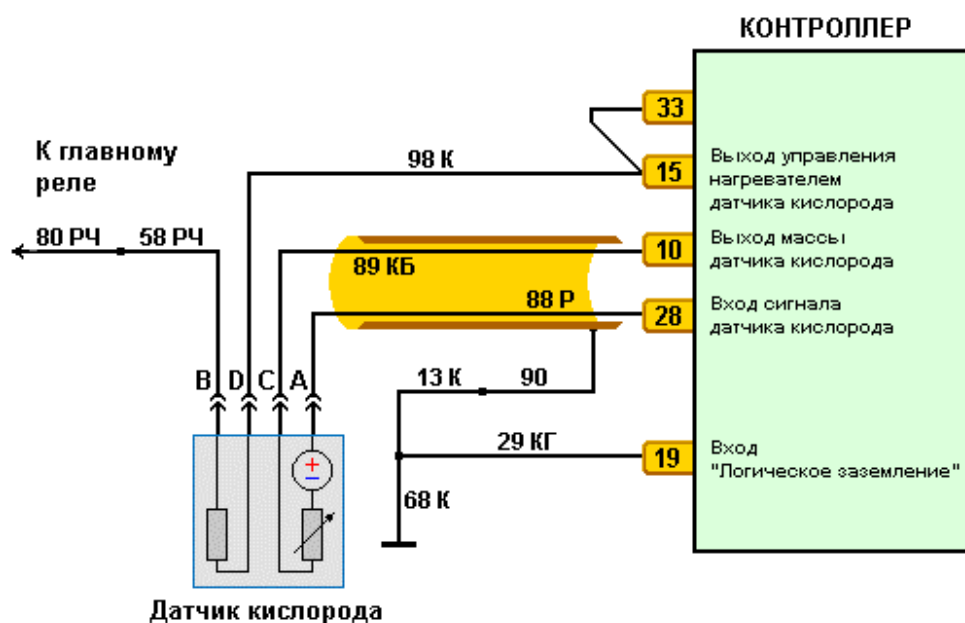 КОНТРОЛЛЕР
33
К главному
реле
98 К
15
Выход управления
нагревателем
датчика кислорода
80 РЧ
58 РЧ
89 КБ
10
Выход массы
датчика кислорода
88 Р
28
Вход сигнала
датчика кислорода
B D C A
13 К
90
29 КГ
19
Вход
"Логическое заземление"
68 К
Датчик кислорода